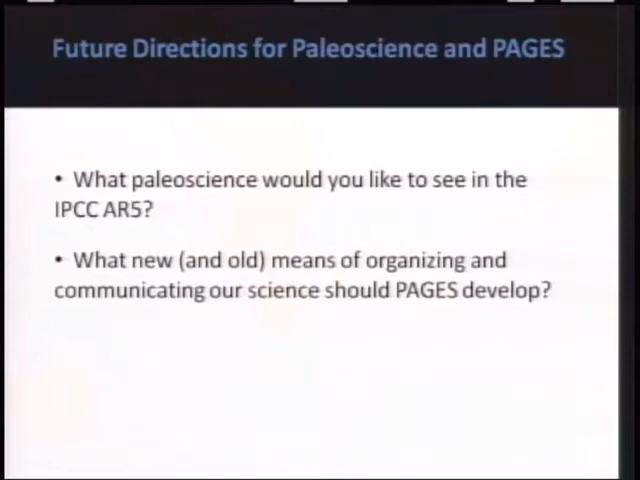 Future Directions for Paleoscience and PAGES
• What paleoscience would you like to see in the
IPCC AR5?
• What new (and old) means of organizing and
communicating our science should PAGES develop?